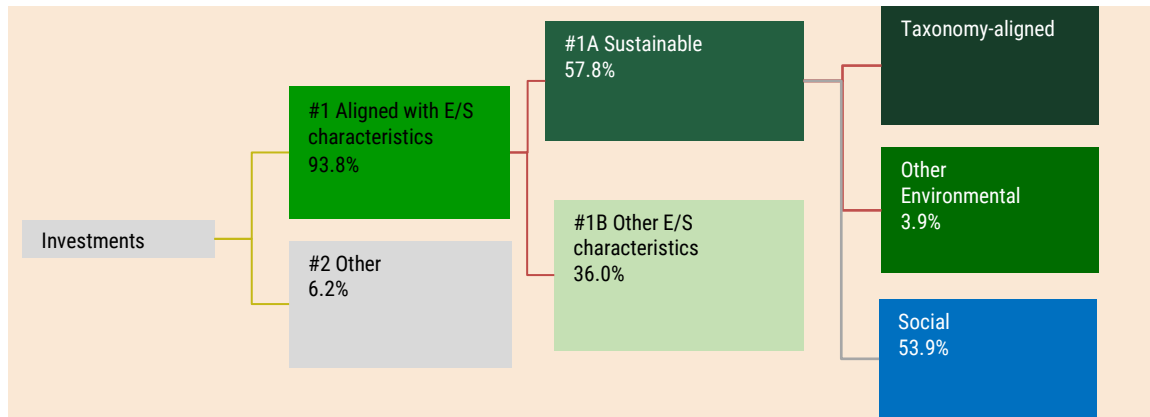 Investments
#1 Aligned with E/S
characteristics
93.8%
#2 Other
6.2%
#1A Sustainable
57.8%
#1B Other E/S
characteristics
36.0%
Taxonomy-aligned
Other
Environmental
3.9%
Social
53.9%